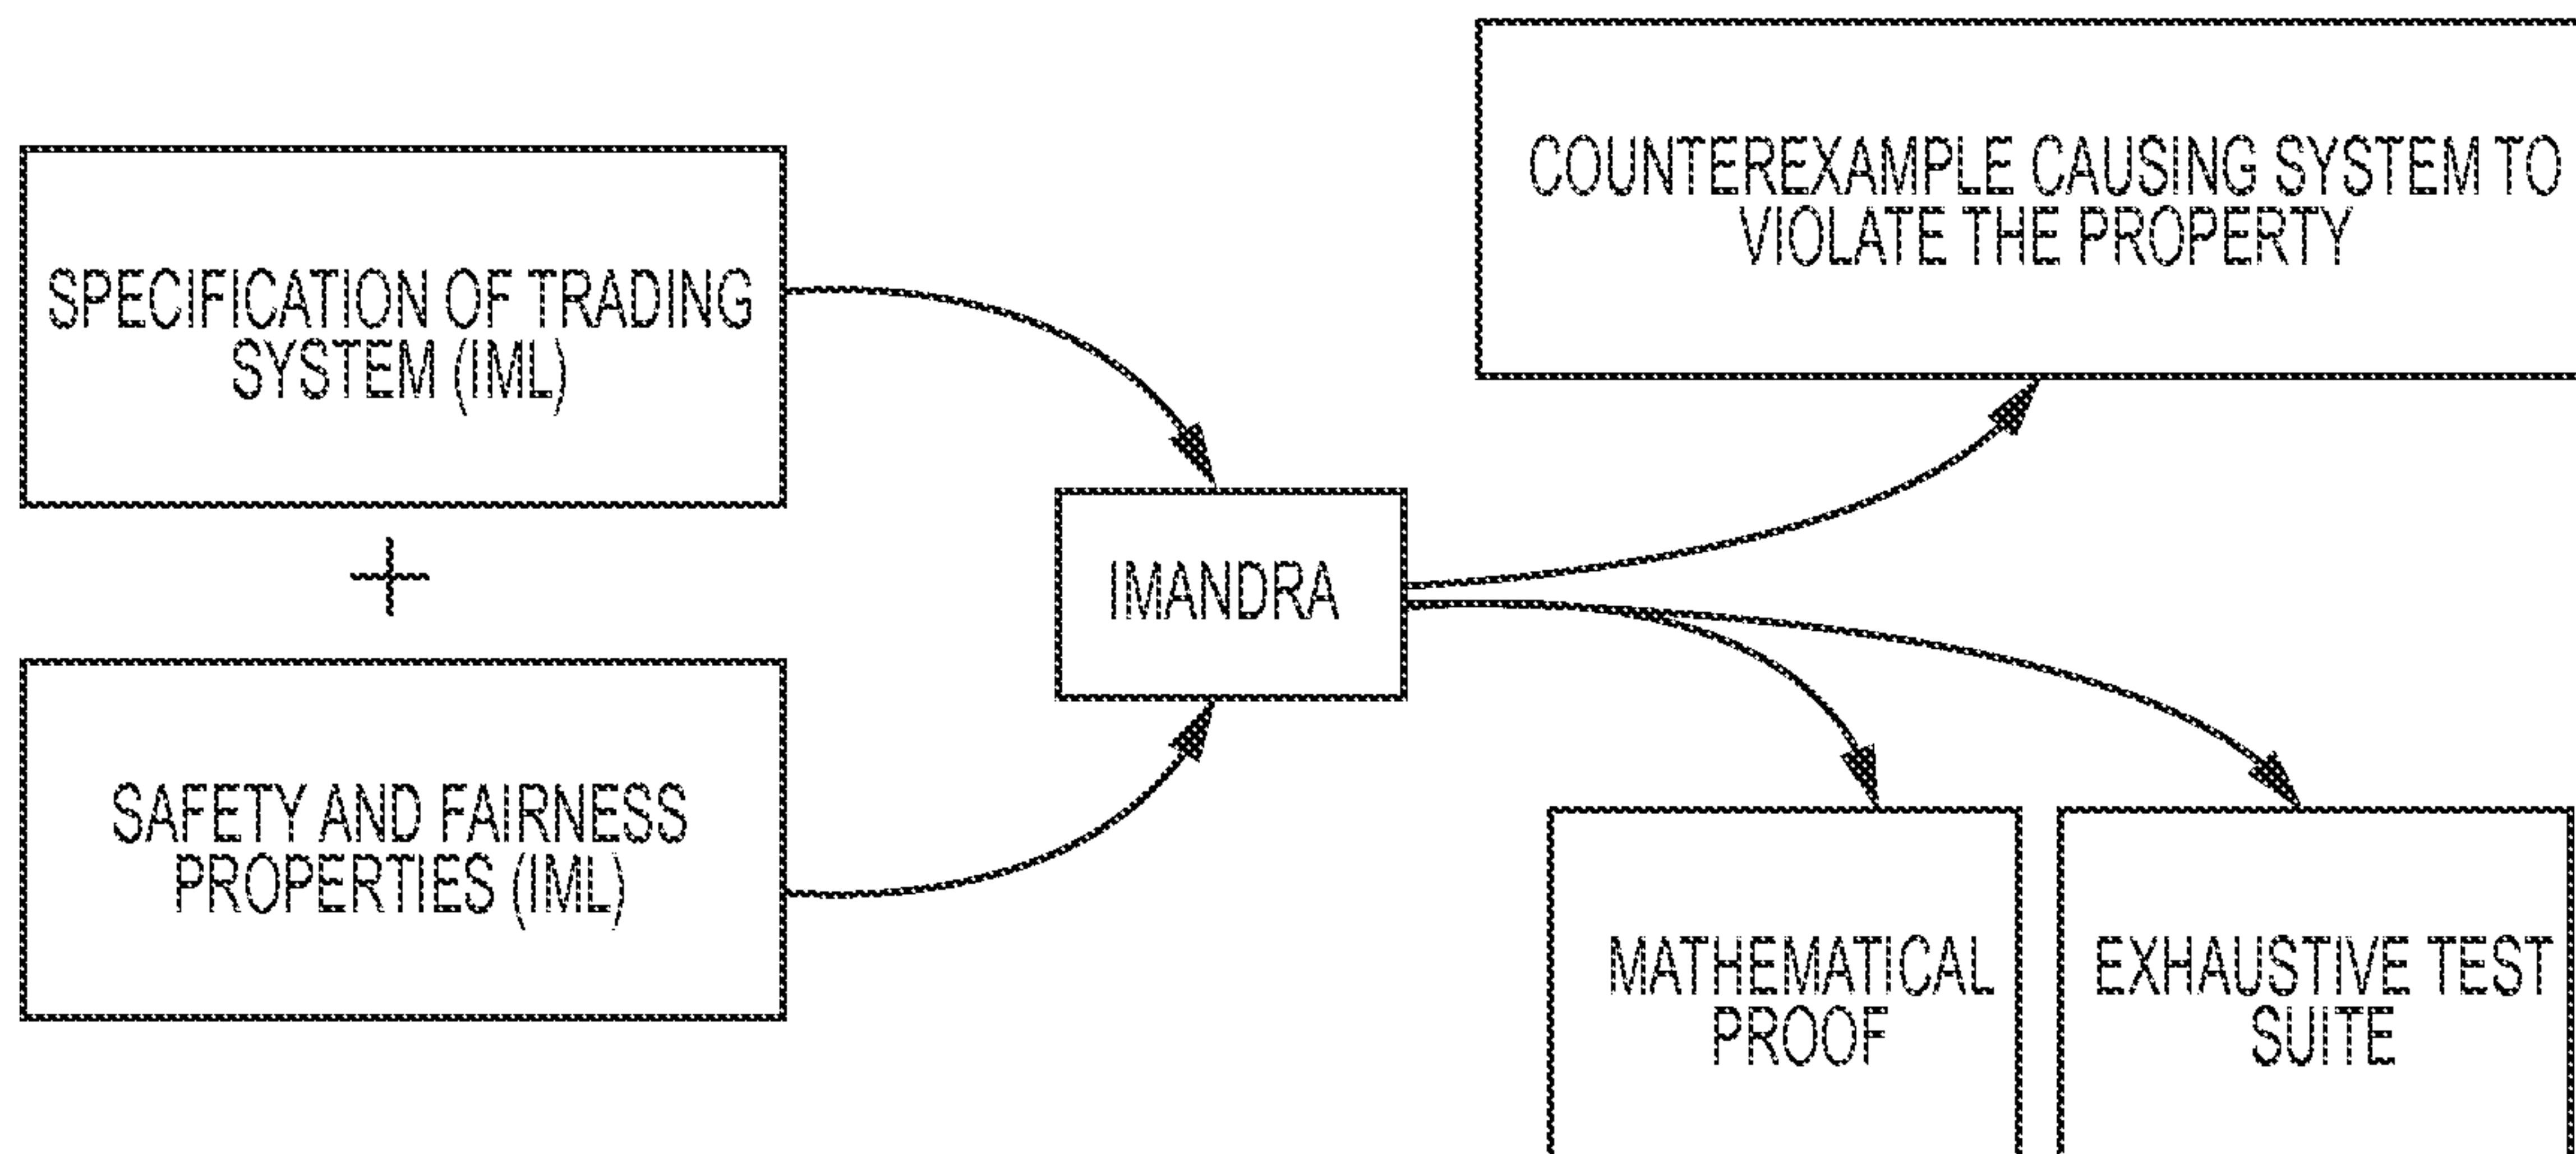 SPECIFICATION OF TRADING
SYSTEM (IML)
+
SAFETY AND FAIRNESS
PROPERTIES (IML)
IMANDRA
COUNTEREXAMPLE CAUSING SYSTEM TO
VIOLATE THE PROPERTY
MATHEMATICAL
PROOF
EXHAUSTIVE TEST
SUITE